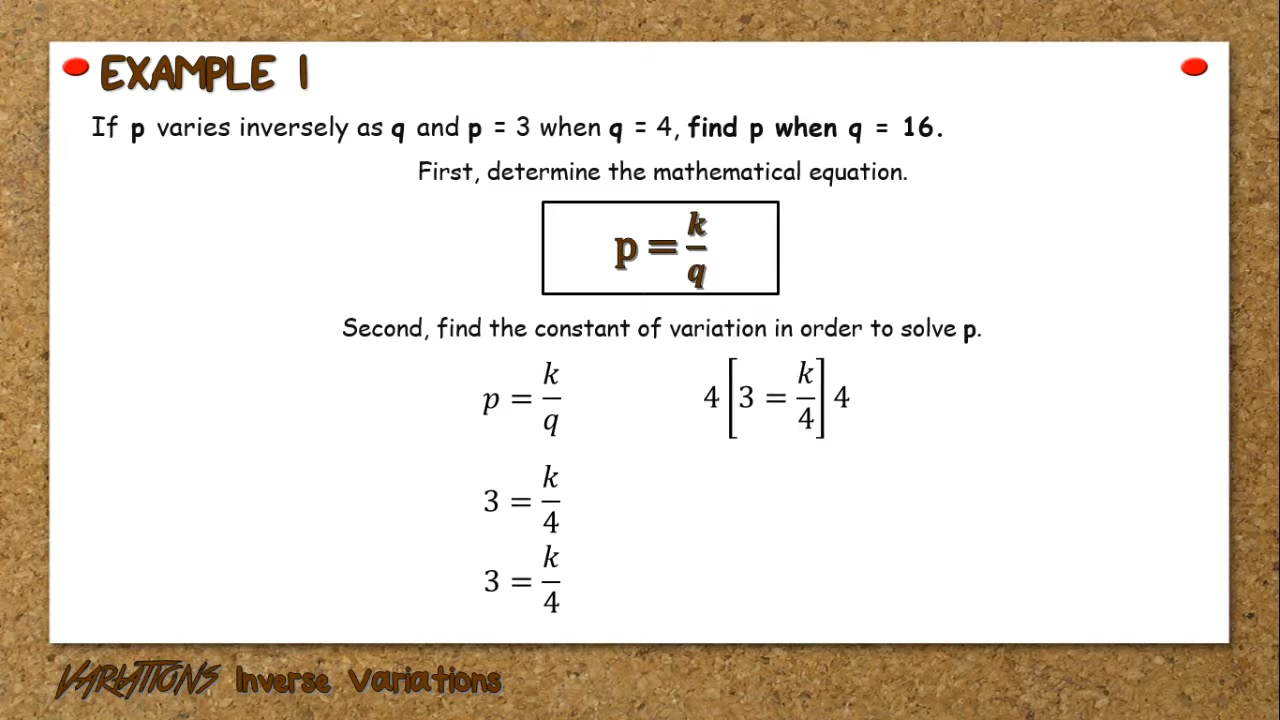 EXAMPLE 1
If p varies inversely as q and p = 3 when q = 4, find p when q = 16.
First, determine the mathematical equation.
p = k/q
Second, find the constant of variation in order to solve p.
p = k/q
4 [3 = k/4] 4
3 = k/4
3 = k/4
VARIATIONS Inverse Variations